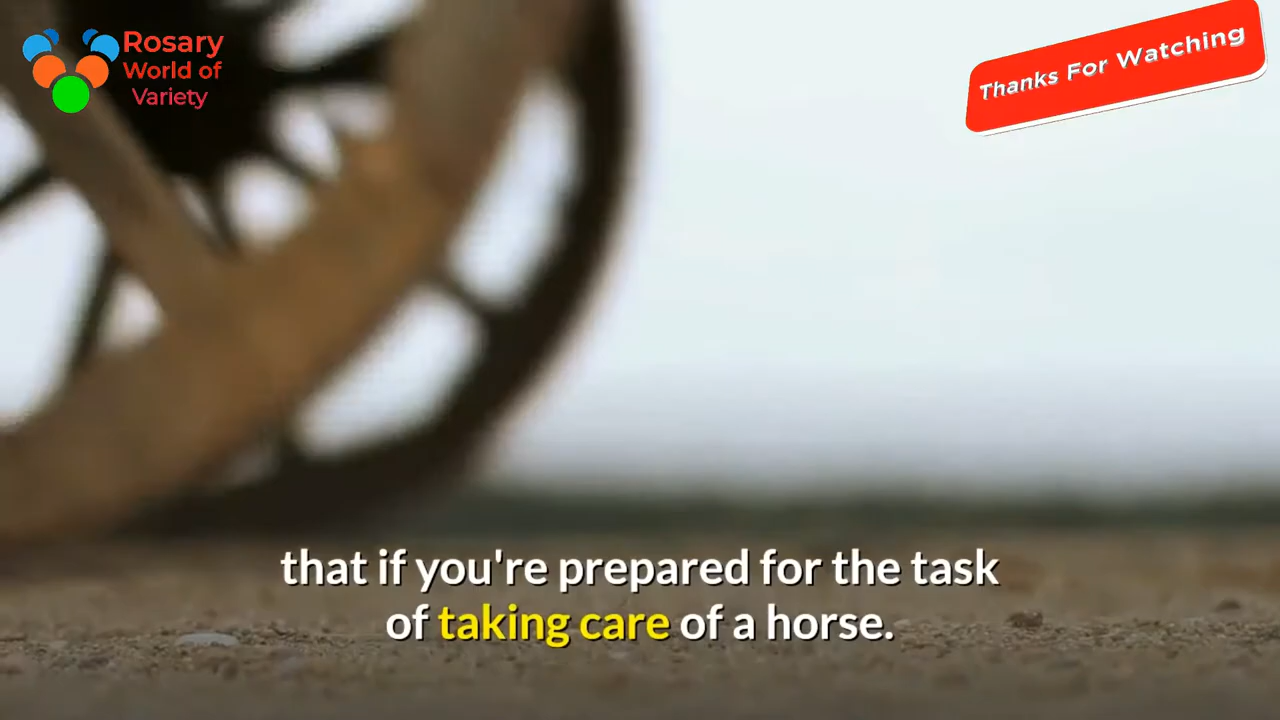 Rosary
World of
Variety
Thanks For Watching
that if you're prepared for the task
of taking care of a horse.